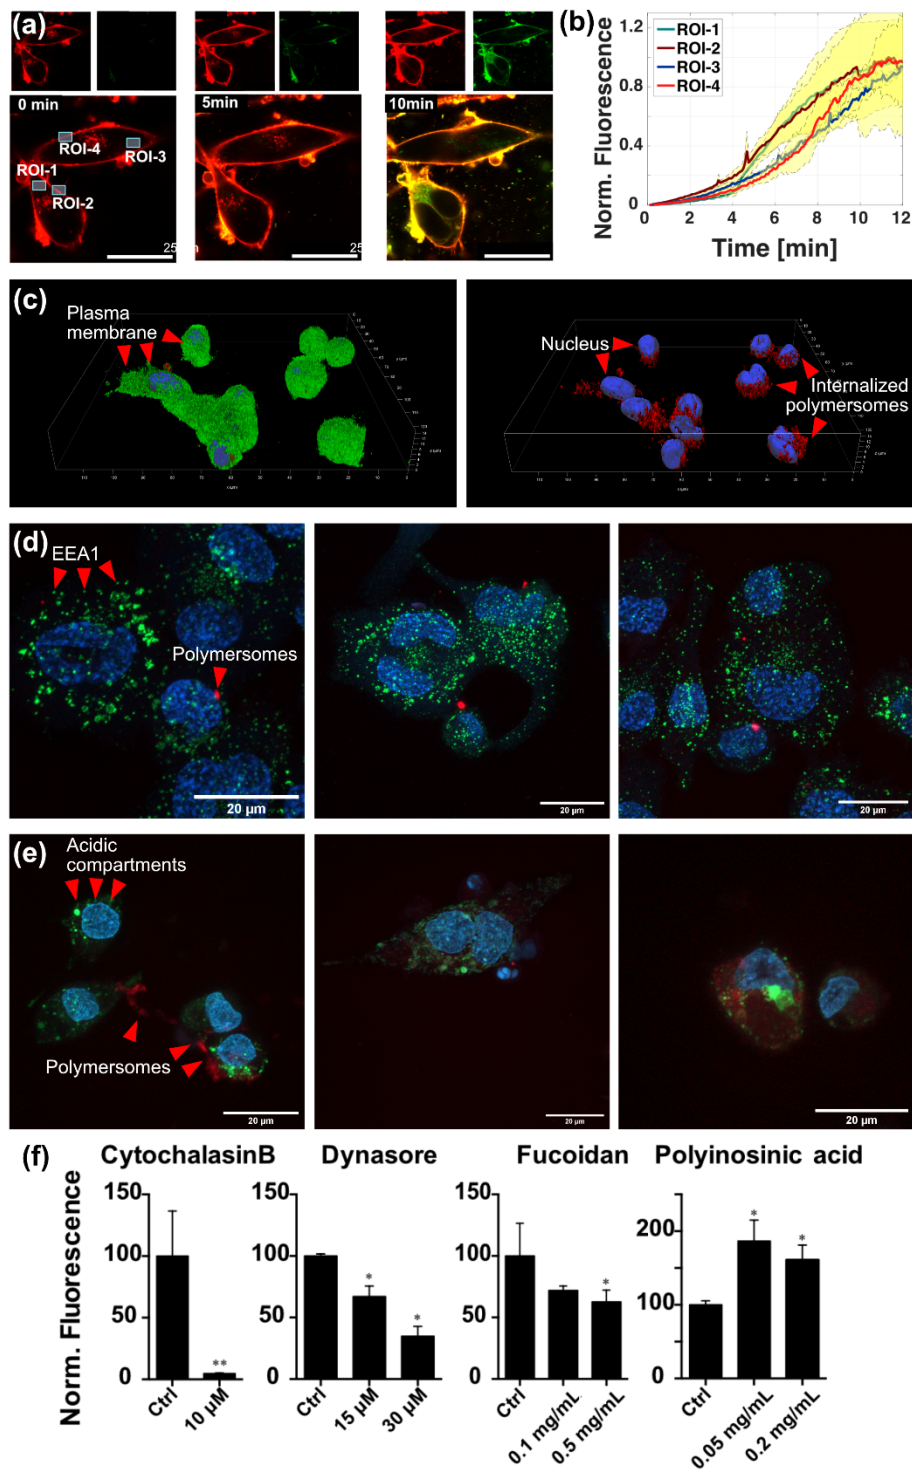 (a)
0 min
5min
10min
ROI-4
ROI-3
ROI-1
ROI-2
25
(b)
Norm. Fluorescence
1.2
0.8
0.4
0
ROI-1
ROI-2
ROI-3
ROI-4
0 2 4 6 8 10 12
Time [min]
(c)
Plasma
membrane
Nucleus
Internalized
polymersomes
(d)
EEA1
Polymersomes
20 µm
20 µm
20 µm
(e)
Acidic
compartments
Polymersomes
20 µm
20 µm
20 µm
(f)
CytochalasinB
Dynasore
Fucoidan
Polyinosinic acid
Norm. Fluorescence
150
100
50
0
**
Ctrl
10 µM
150
100
50
0
*
*
Ctrl
15 µM
30 µM
150
100
50
0
*
Ctrl
0.1 mg/mL
0.5 mg/mL
200
100
0
*
*
Ctrl
0.05 mg/mL
0.2 mg/mL